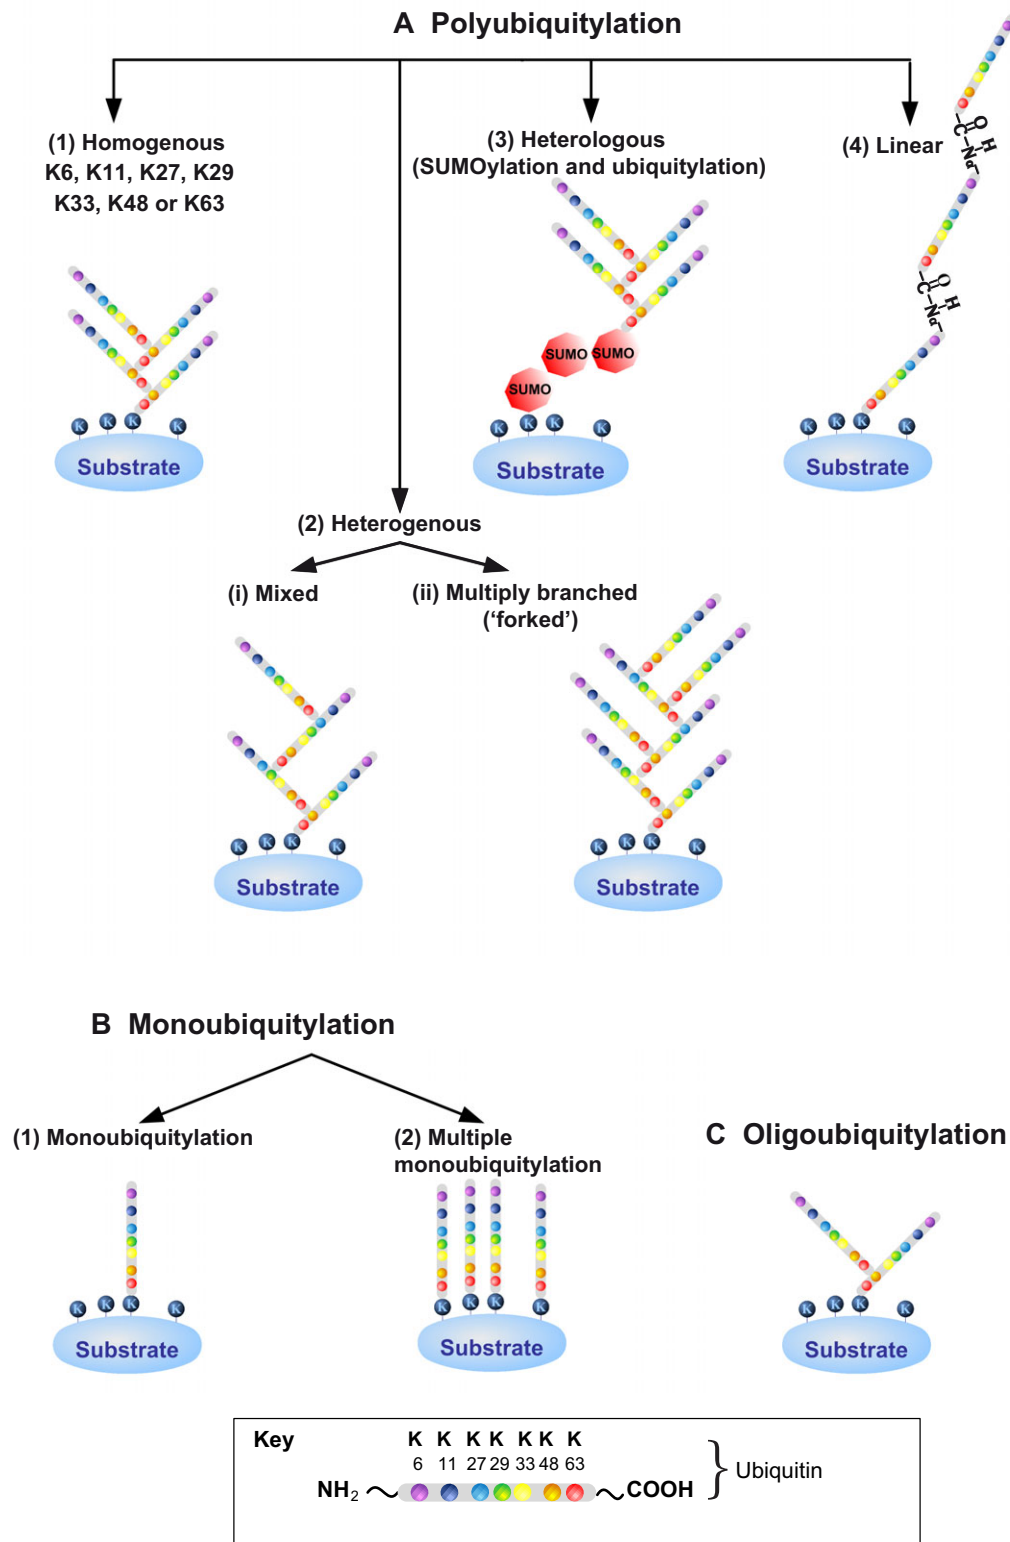 A Polyubiquitylation
(1) Homogenous
K6, K11, K27, K29
K33, K48 or K63
(3) Heterologous
(SUMOylation and ubiquitylation)
(4) Linear
O
C
N
α
H
O
C
N
α
H
SUMO
SUMO
SUMO
K
K
K
K
Substrate
K
K
K
K
Substrate
K
K
K
K
Substrate
(2) Heterogenous
(i) Mixed
(ii) Multiply branched
(‘forked’)
K
K
K
K
Substrate
K
K
K
K
Substrate
B Monoubiquitylation
(1) Monoubiquitylation
(2) Multiple
monoubiquitylation
C Oligoubiquitylation
K
K
K
K
Substrate
K
K
K
K
Substrate
K
K
K
K
Substrate
Key
K K K K K K K
6 11 27 29 33 48 63
NH2
COOH
Ubiquitin